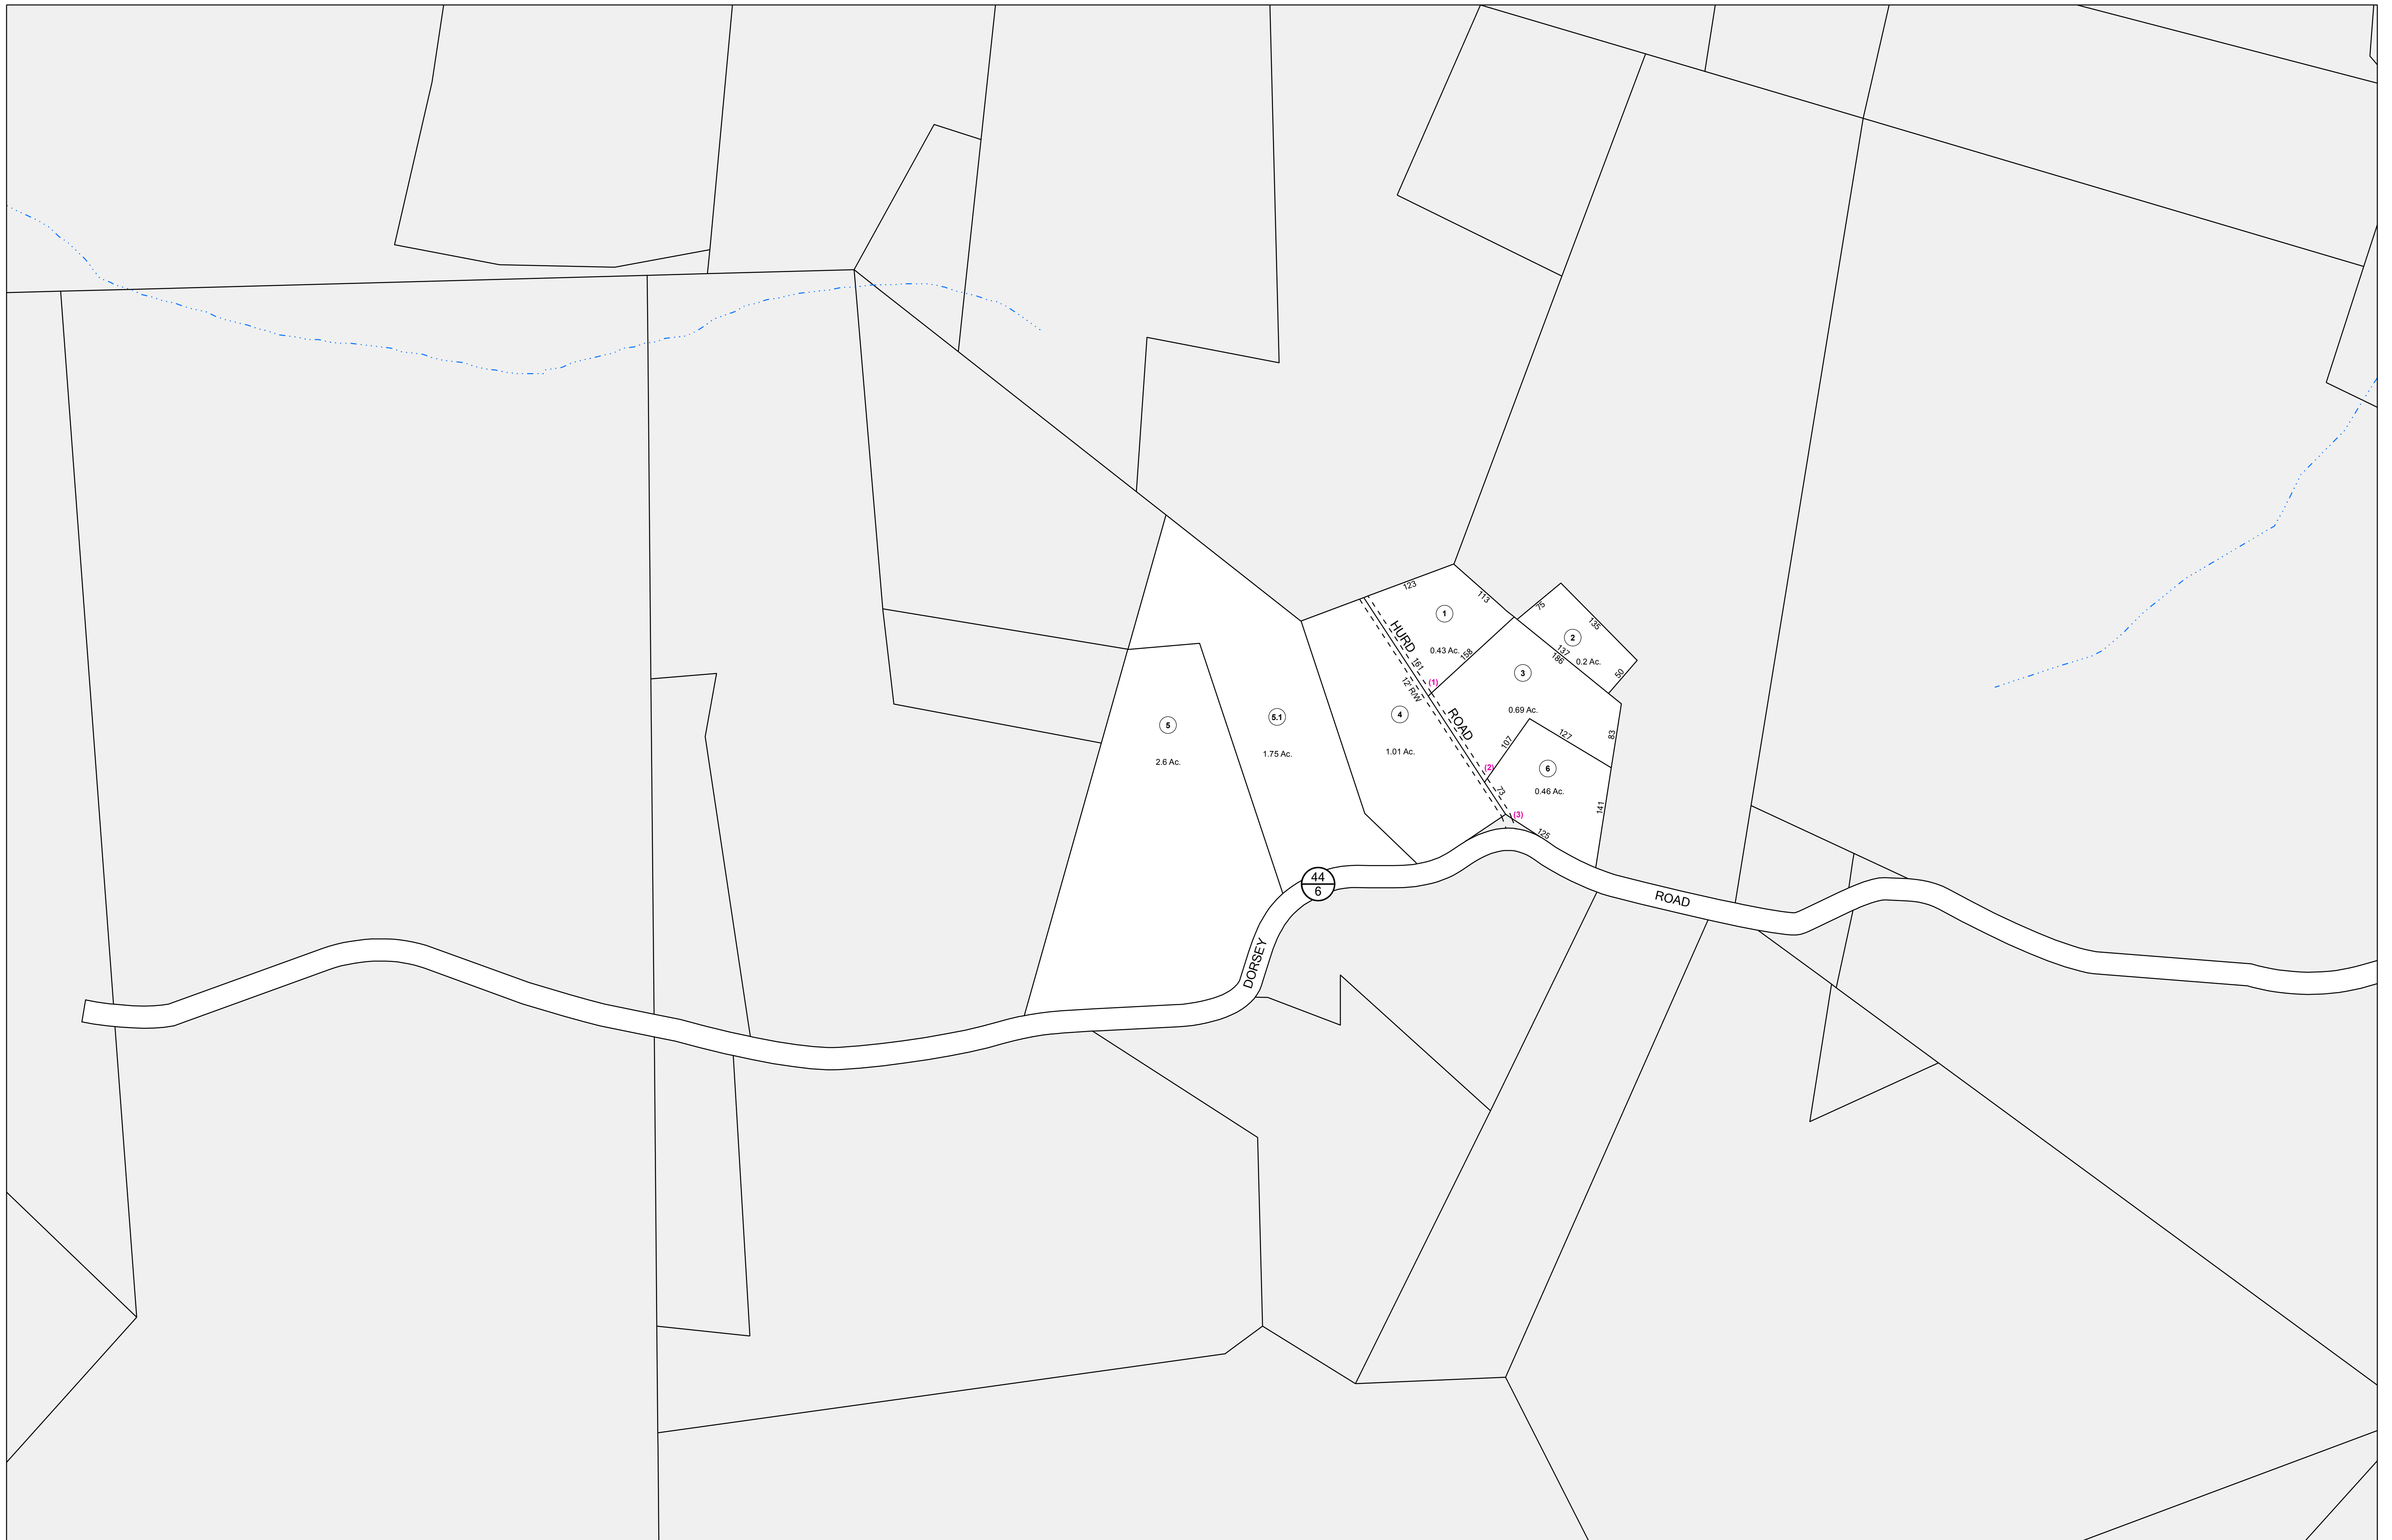 123
113
75
135
1
2
HURD
0.43 Ac.
158
137
186
0.2 Ac.
161
3
50
(1)
12' R/W
0.69 Ac.
5
5.1
4
ROAD
127
83
107
1.01 Ac.
1.75 Ac.
2.6 Ac.
(2)
6
73
0.46 Ac.
141
(3)
125
44
6
ROAD
DORSEY